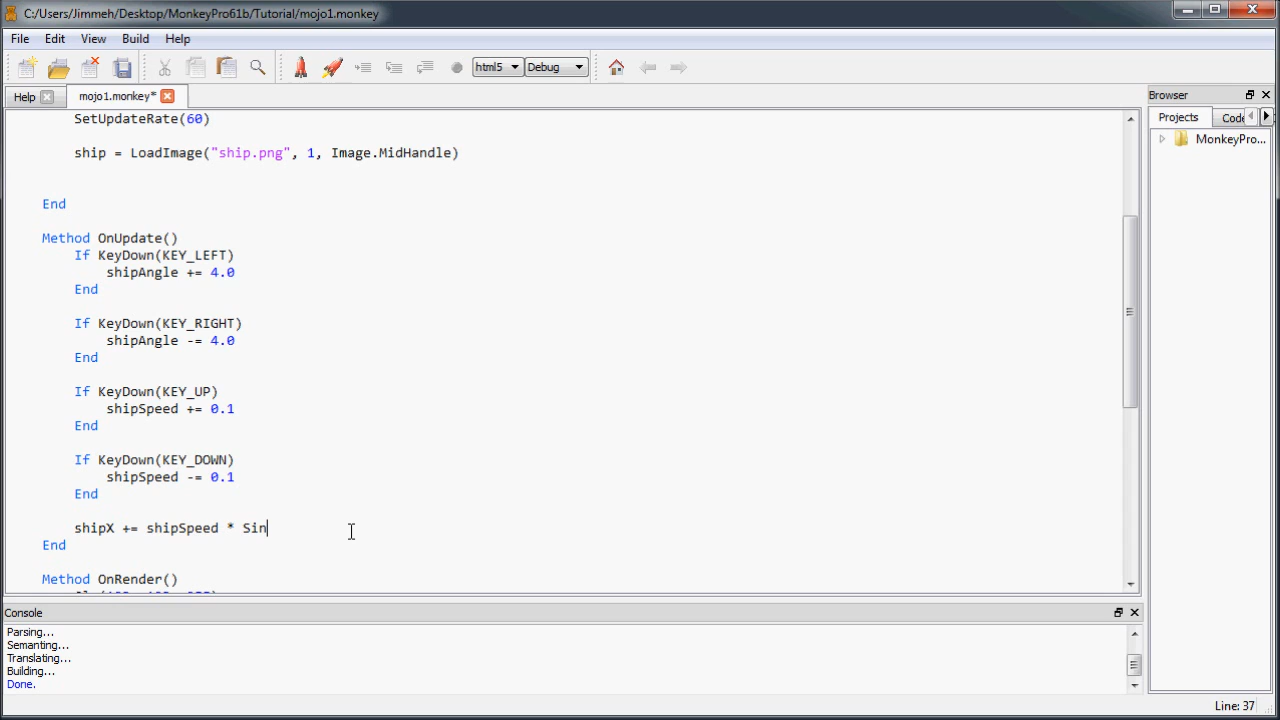 C:/Users/Jimmeh/Desktop/MonkeyPro61b/Tutorial/mojo1.monkey
File Edit View Build Help
html5 Debug
Help mojo1.monkey*
SetUpdateRate(60)
ship = LoadImage("ship.png", 1, Image.MidHandle)
End
Method OnUpdate()
If KeyDown(KEY_LEFT)
shipAngle += 4.0
End
If KeyDown(KEY_RIGHT)
shipAngle -= 4.0
End
If KeyDown(KEY_UP)
shipSpeed += 0.1
End
If KeyDown(KEY_DOWN)
shipSpeed -= 0.1
End
shipX += shipSpeed * Sin
End
Method OnRender()
Browser
Projects Code
MonkeyPro...
Console
Parsing...
Semanting...
Translating...
Building...
Done.
Line: 37